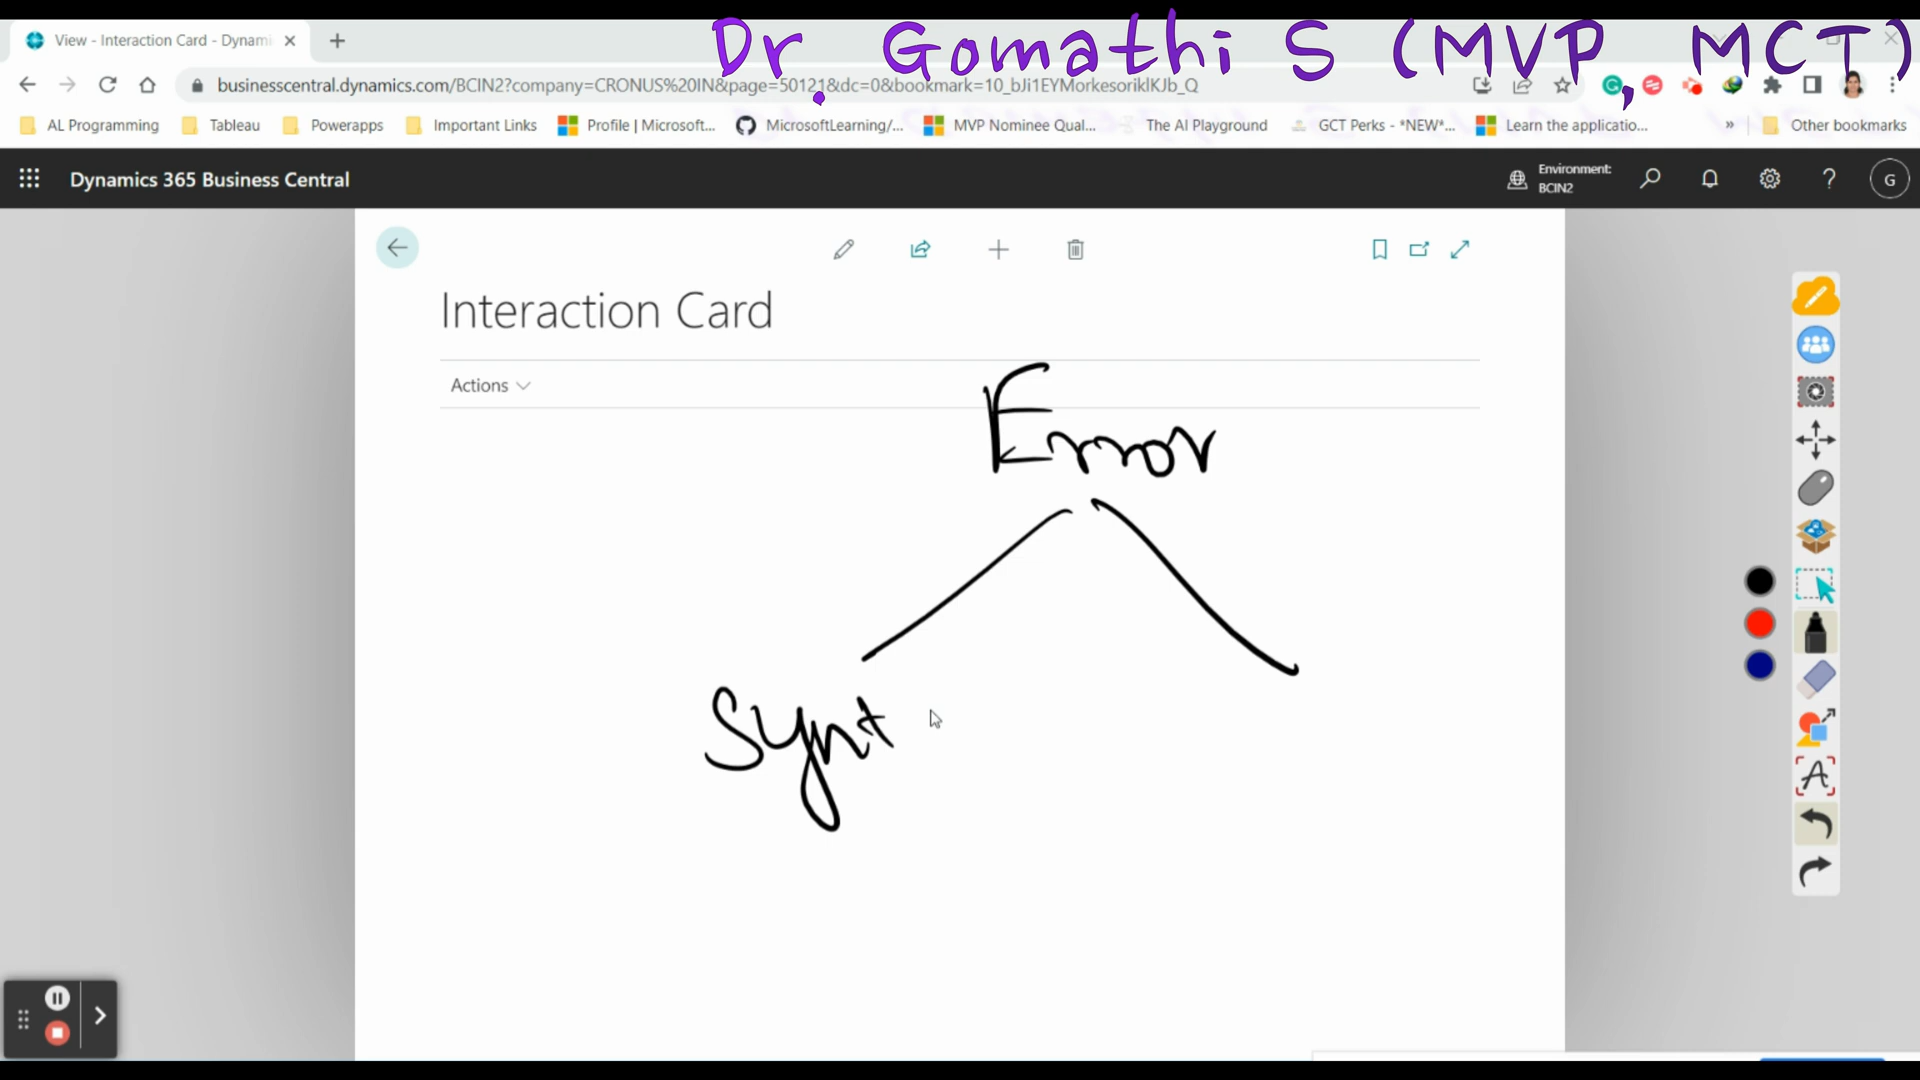 Dr. Gomathi S (MVP, MCT)
View - Interaction Card - Dynami
businesscentral.dynamics.com/BCIN2?company=CRONUS%20IN&page=50121&dc=0&bookmark=10_bJi1EYMorkesoriklKJb_Q
AL Programming Tableau Powerapps Important Links Profile | Microsoft... MicrosoftLearning/... MVP Nominee Qual... The AI Playground GCT Perks - *NEW*... Learn the applicatio... » Other bookmarks
Dynamics 365 Business Central
Environment:
BCIN2
G
Interaction Card
Actions
Error
Synt